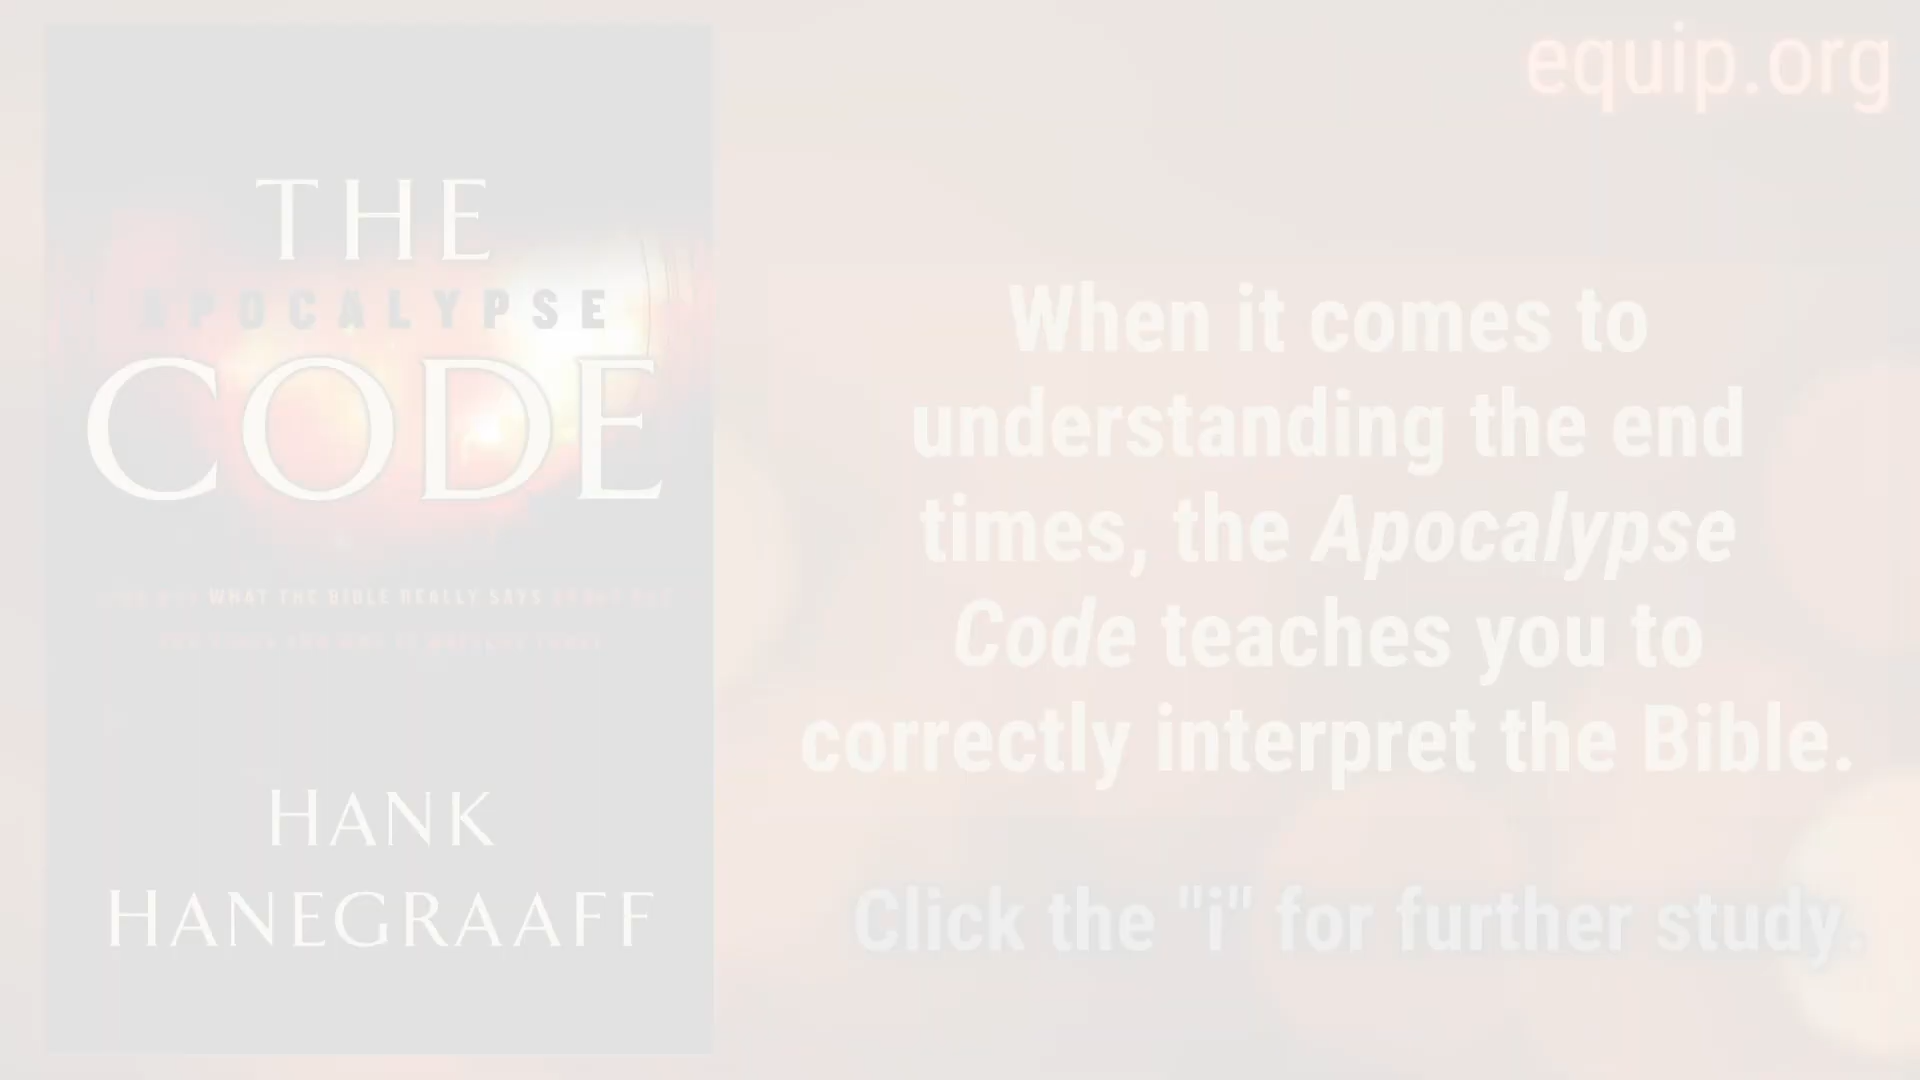 equip.org
THE
APOCALYPSE
CODE
WHAT THE BIBLE REALLY SAYS
HANK
HANEGRAAFF
When it comes to
understanding the end
times, the Apocalypse
Code teaches you to
correctly interpret the Bible.
Click the "i" for further study.